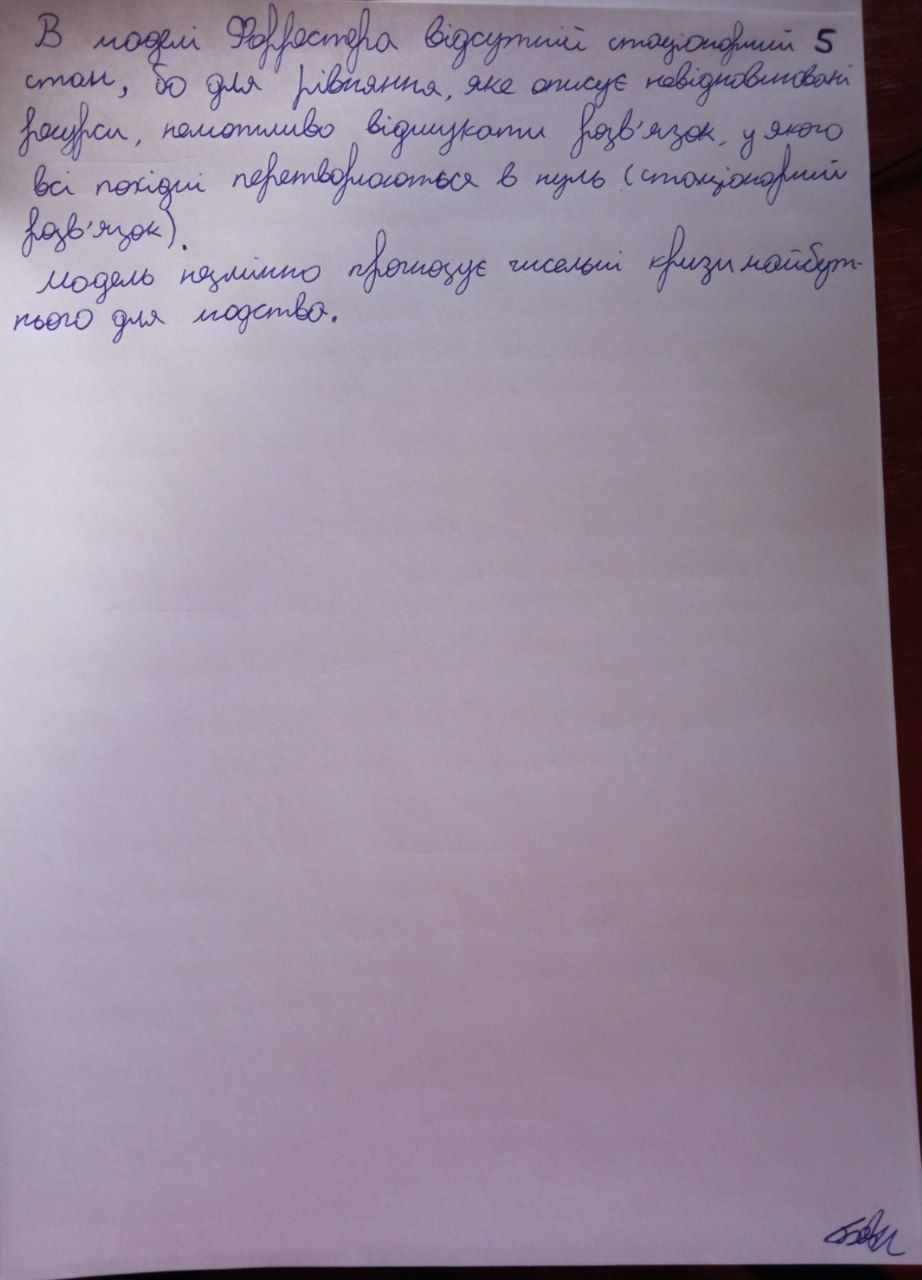 В моделі Форрестера відсутній стаціонарний 5
стан, бо для рівняння, яке описує невідновлювані
ресурси, неможливо відшукати розв'язок, у якого
всі похідні перетворюються в нуль (стаціонарний
розв'язок).
Модель незмінно прогнозує численні кризи майбут-
нього для людства.